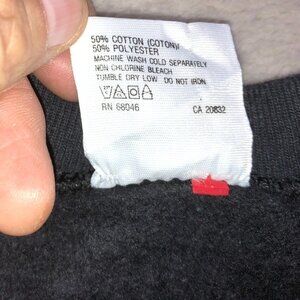 50% COTTON (COTON)/
50% POLYESTER
MACHINE WASH COLD SEPARATELY
NON CHLORINE BLEACH
TUMBLE DRY LOW DO NOT IRON
RN 68046 CA 20832